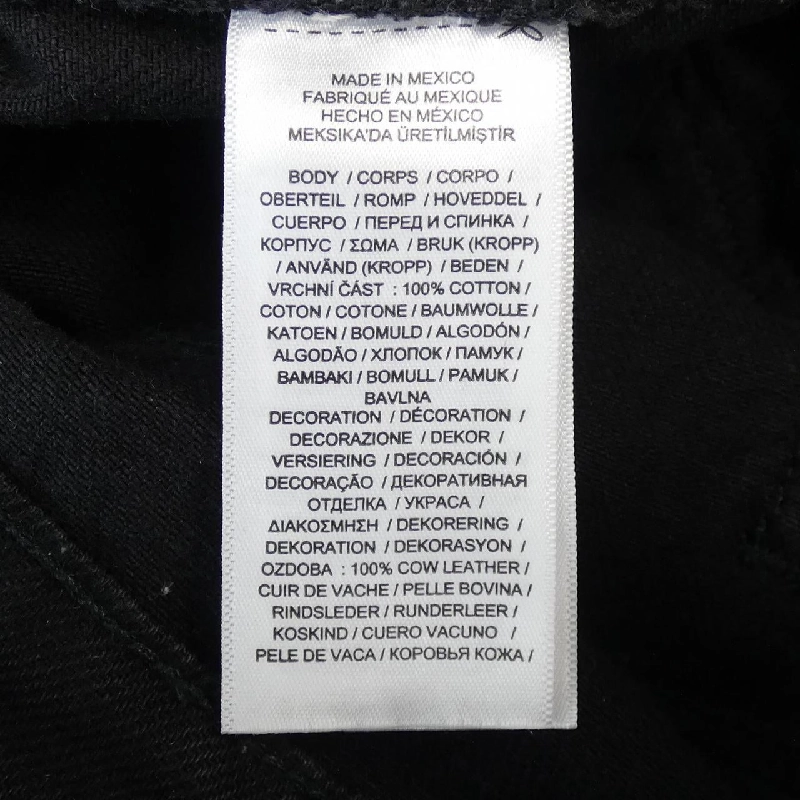 MADE IN MEXICO
FABRIQUÉ AU MEXIQUE
HECHO EN MÉXICO
MEKSIKA'DA ÜRETİLMİŞTİR
BODY / CORPS / CORPO /
OBERTEIL / ROMP / HOVEDDEL /
CUERPO / ПЕРЕД И СПИНКА /
КОРПУС / ΣΩΜΑ / BRUK (KROPP)
/ ANVÄND (KROPP) / BEDEN /
VRCHNÍ ČÁST : 100% COTTON /
COTON / COTONE / BAUMWOLLE /
KATOEN / BOMULD / ALGODÓN /
ALGODÃO / ХЛОПОК / ПАМУК /
BAMBAKI / BOMULL / PAMUK /
BAVLNA
DECORATION / DÉCORATION /
DECORAZIONE / DEKOR /
VERSIERING / DECORACIÓN /
DECORAÇÃO / ДЕКОРАТИВНАЯ
ОТДЕЛКА / УКРАСА /
ΔΙΑΚΟΣΜΗΣΗ / DEKORERING /
DEKORATION / DEKORASYON /
OZDOBA : 100% COW LEATHER /
CUIR DE VACHE / PELLE BOVINA /
RINDSLEDER / RUNDERLEER /
KOSKIND / CUERO VACUNO /
PELE DE VACA / КОРОВЬЯ КОЖА /